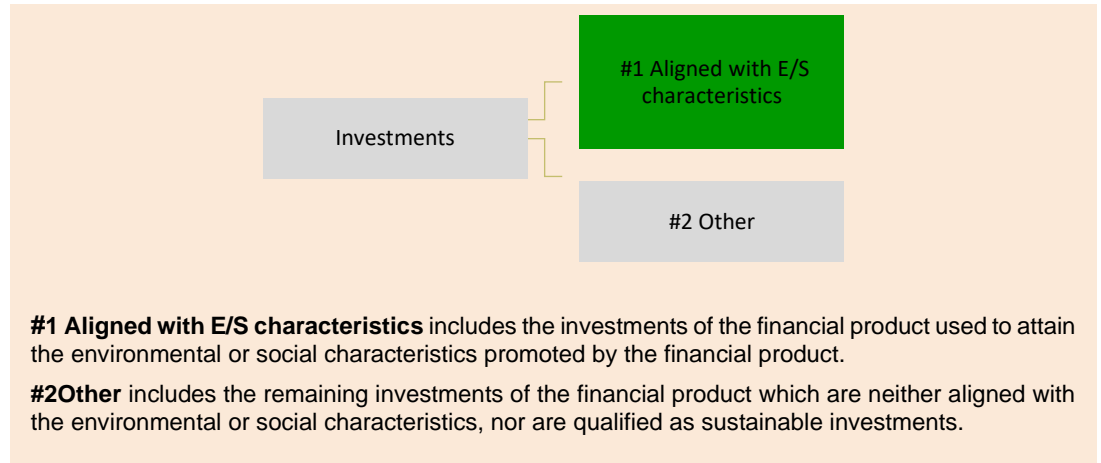 #1 Aligned with E/S
characteristics
Investments
#2 Other
#1 Aligned with E/S characteristics includes the investments of the financial product used to attain
the environmental or social characteristics promoted by the financial product.
#2Other includes the remaining investments of the financial product which are neither aligned with
the environmental or social characteristics, nor are qualified as sustainable investments.